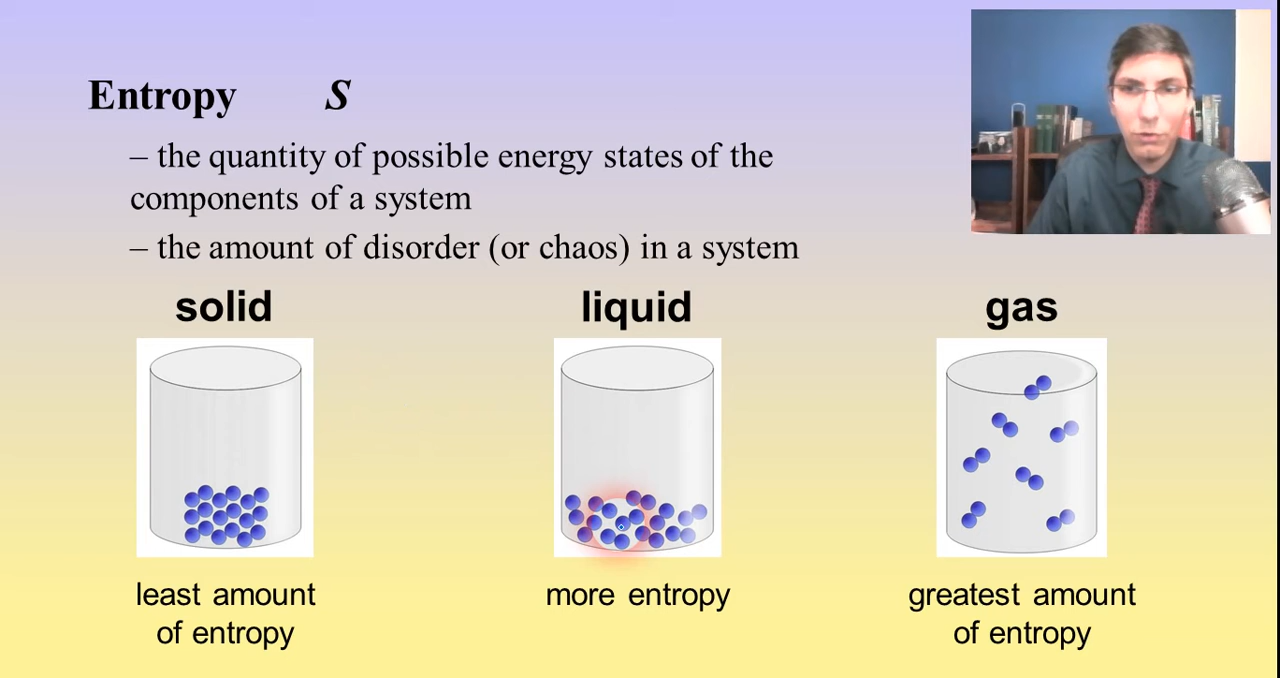 Entropy S
– the quantity of possible energy states of the
components of a system
– the amount of disorder (or chaos) in a system
solid liquid gas
least amount
of entropy
more entropy
greatest amount
of entropy